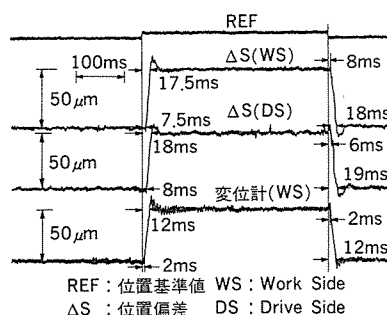 REF
100ms
ΔS(WS)
8ms
17.5ms
50μm
ΔS(DS)
18ms
7.5ms
18ms
6ms
50μm
19ms
8ms
変位計(WS)
2ms
50μm
12ms
12ms
2ms
REF：位置基準値 WS：Work Side
ΔS：位置偏差 DS：Drive Side